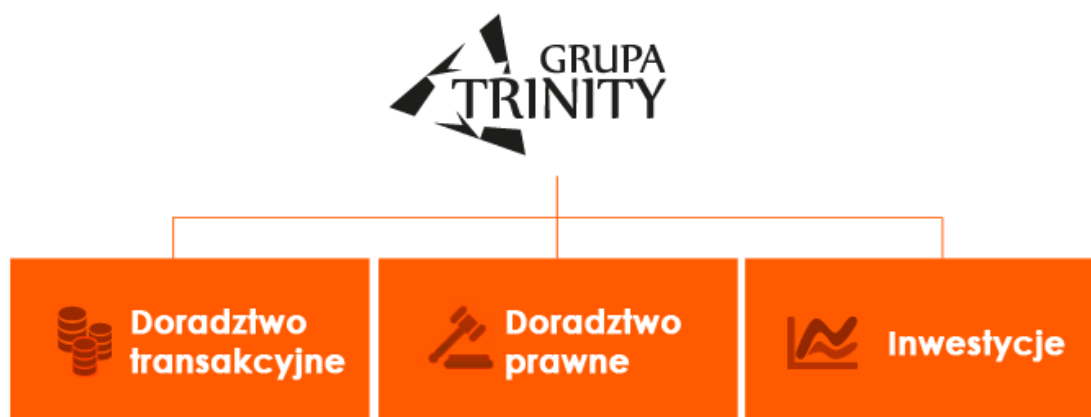 GRUPA
TRINITY
Doradztwo
transakcyjne
Doradztwo
prawne
Inwestycje